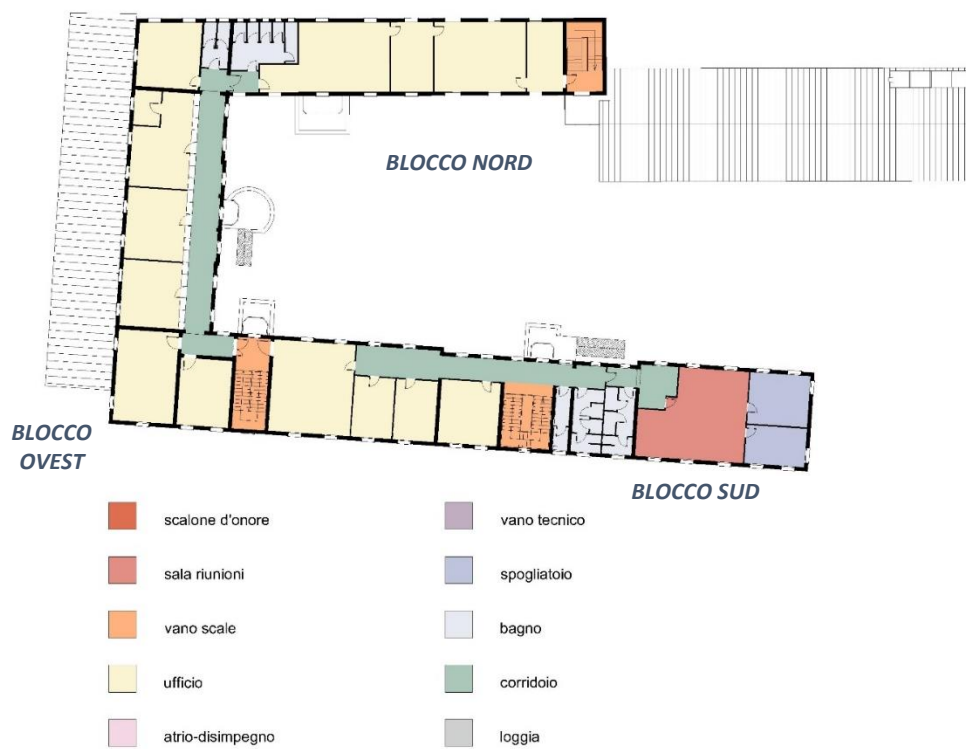 BLOCCO NORD
BLOCCO
OVEST
BLOCCO SUD
scalone d'onore
vano tecnico
sala riunioni
spogliatoio
vano scale
bagno
ufficio
corridoio
atrio-disimpegno
loggia